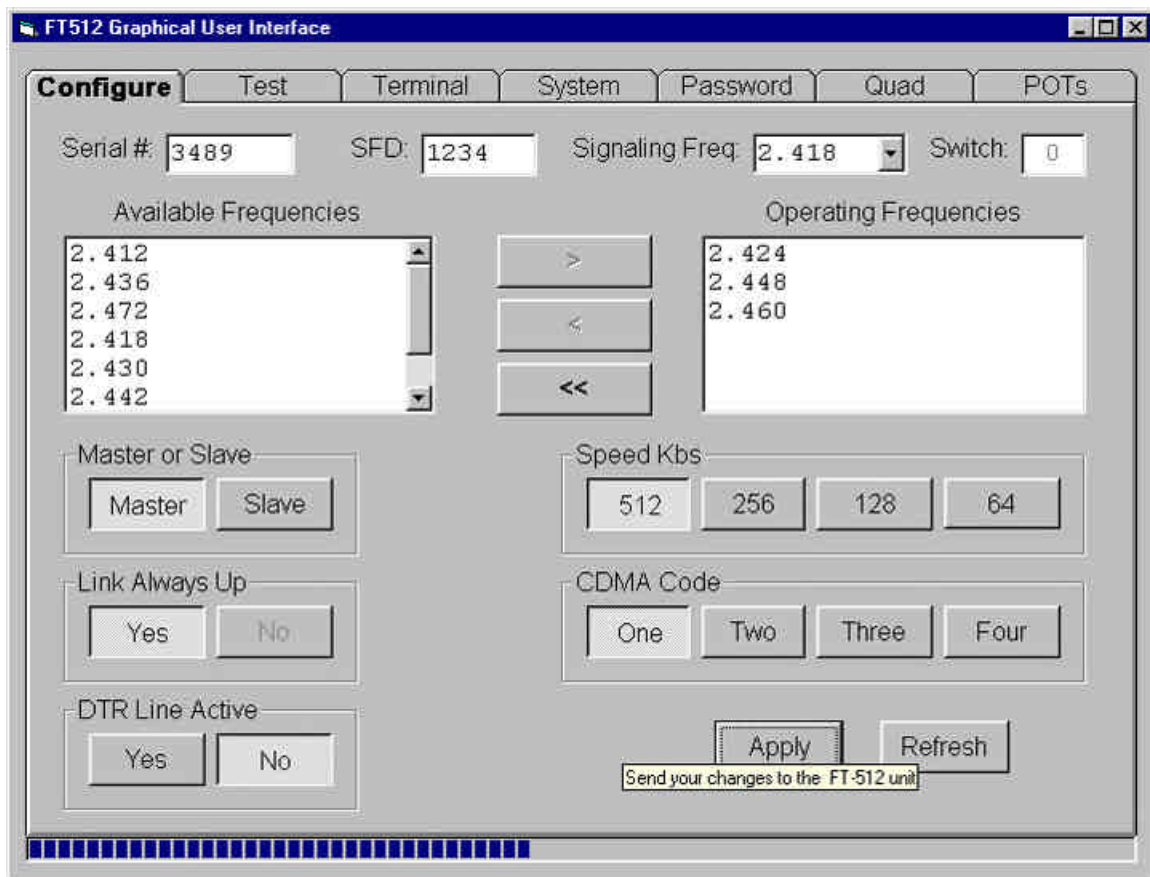 FT512 Graphical User Interface
Configure Test Terminal System Password Quad POTs
Serial #: 3489 SFD: 1234 Signaling Freq: 2.418 Switch: 0
Available Frequencies Operating Frequencies
2.412 > 2.424
2.436 2.448
2.472 < 2.460
2.418
2.430 <<
2.442
Master or Slave Speed Kbs
Master Slave 512 256 128 64
Link Always Up CDMA Code
Yes No One Two Three Four
DTR Line Active
Yes No Apply Refresh
Send your changes to the FT-512 unit